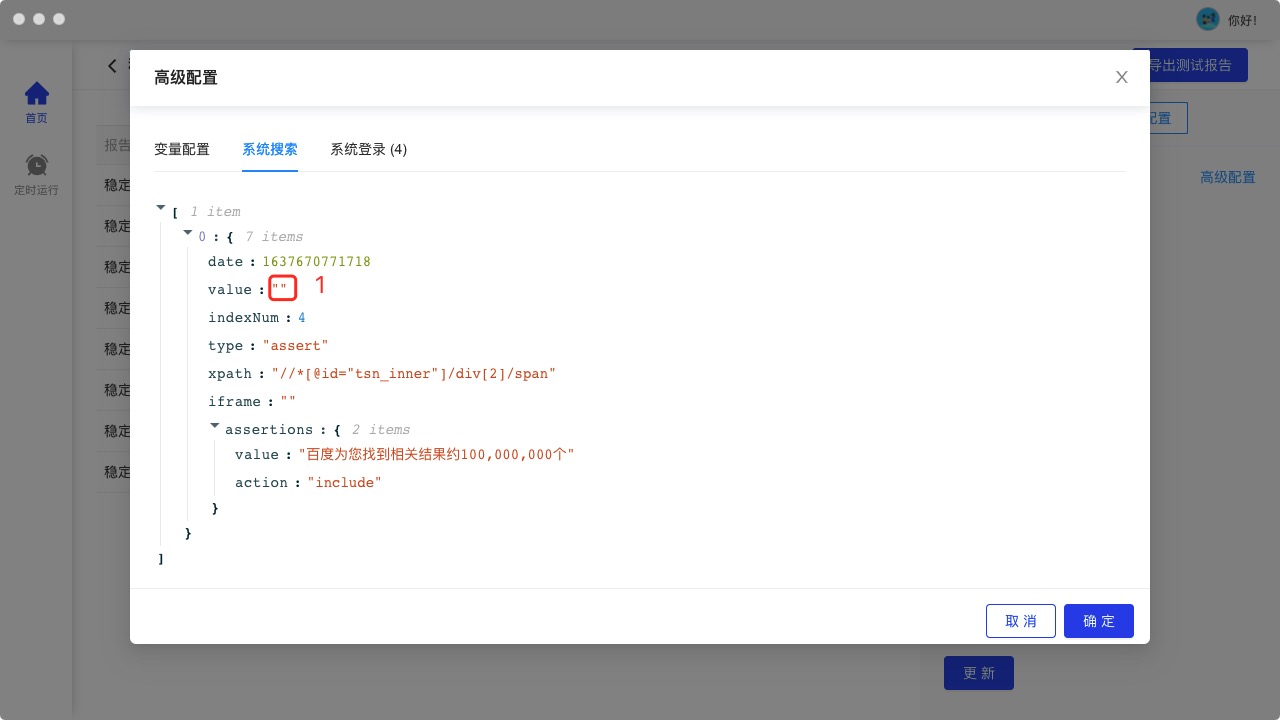 你好！
导出测试报告
首页
定时运行
配置
高级配置
报告
稳定
稳定
稳定
稳定
稳定
稳定
稳定
稳定
高级配置
X
变量配置 系统搜索 系统登录 (4)
[ 1 item
0 : { 7 items
date : 1637670771718
value : "" 1
indexNum : 4
type : "assert"
xpath : "//*[@id="tsn_inner"]/div[2]/span"
iframe : ""
assertions : { 2 items
value : "百度为您找到相关结果约100,000,000个"
action : "include"
}
}
]
取 消 确 定
更 新